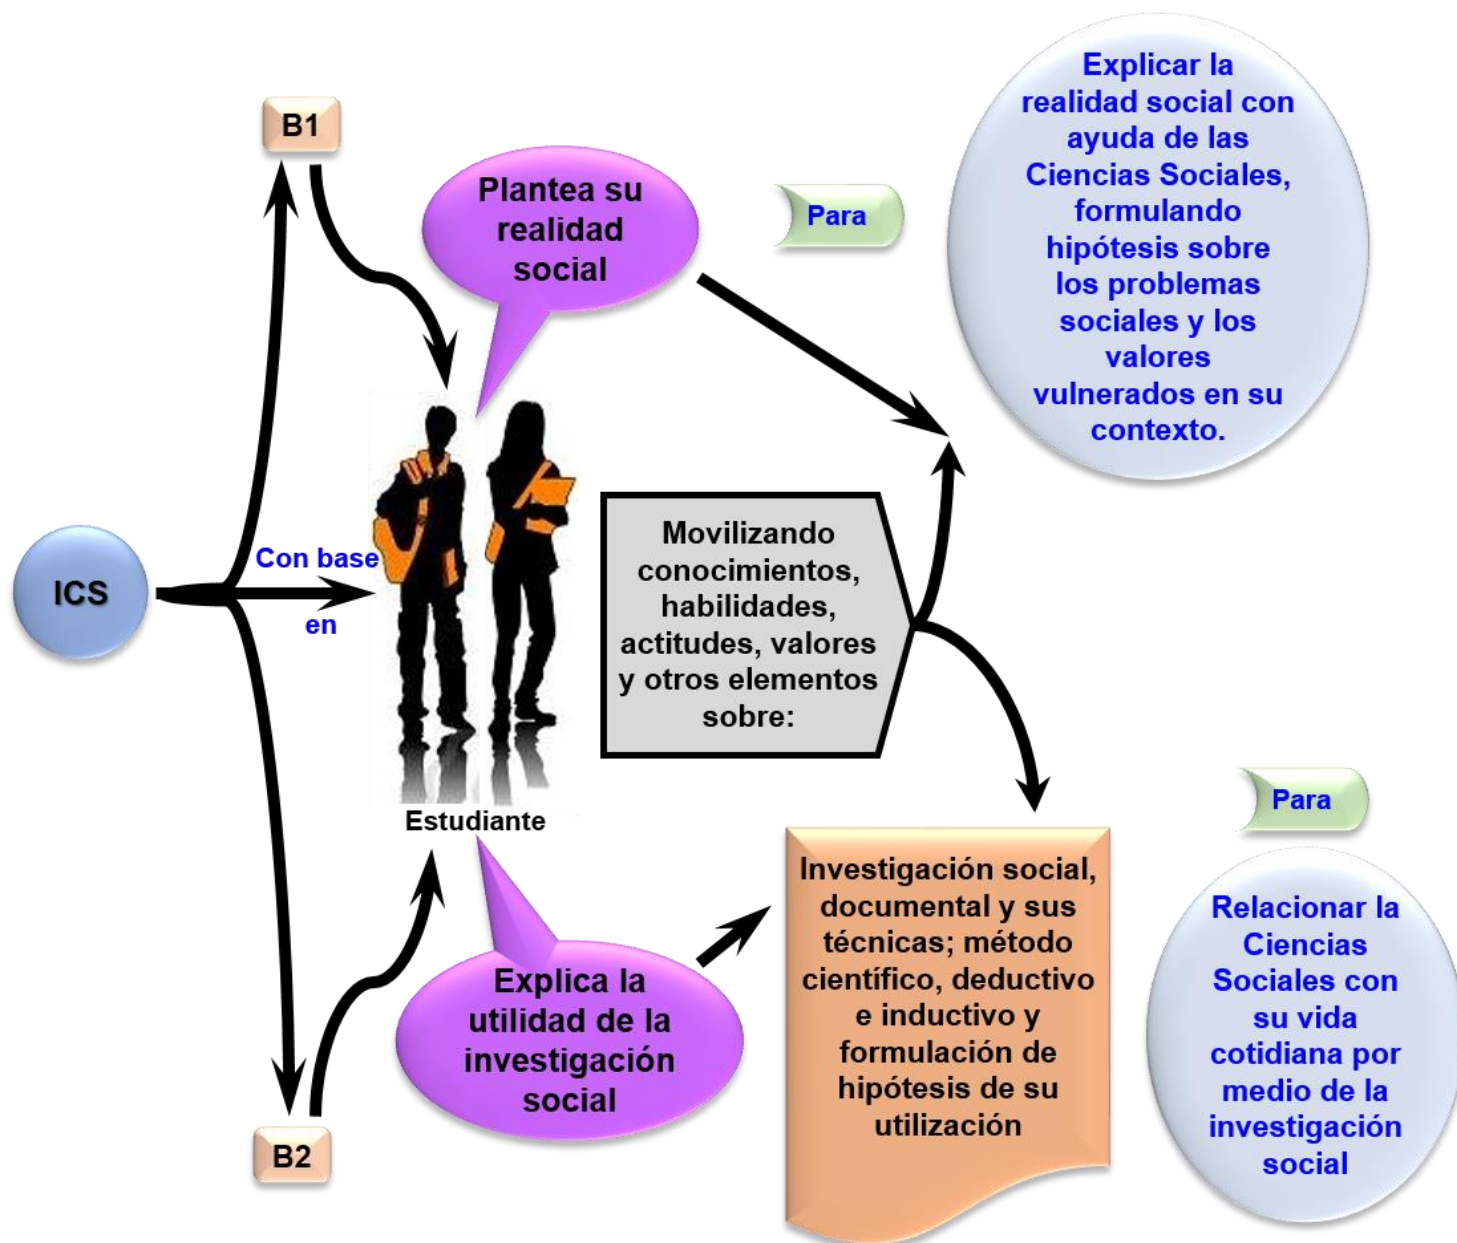 B1
Plantea su
realidad
social
Para
Explicar la
realidad social con
ayuda de las
Ciencias Sociales,
formulando
hipótesis sobre
los problemas
sociales y los
valores
vulnerados en su
contexto.
ICS
Con base
en
Movilizando
conocimientos,
habilidades,
actitudes, valores
y otros elementos
sobre:
Estudiante
Explica la
utilidad de la
investigación
social
B2
Investigación social,
documental y sus
técnicas; método
científico, deductivo
e inductivo y
formulación de
hipótesis de su
utilización
Para
Relacionar la
Ciencias
Sociales con
su vida
cotidiana por
medio de la
investigación
social